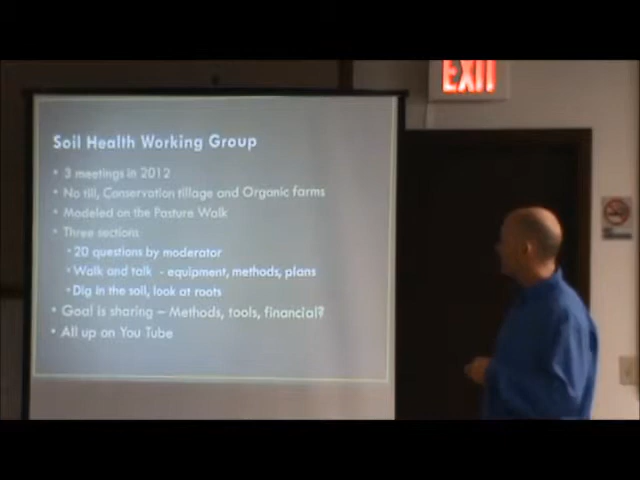 EXIT
Soil Health Working Group
• 3 meetings in 2012
• No till, Conservation tillage and Organic farms
• Modeled on the Pasture Walk
• Three sections
• 20 questions by moderator
• Walk and talk - equipment, methods, plans
• Dig in the soil, look at roots
• Goal is sharing – Methods, tools, financial?
• All up on You Tube